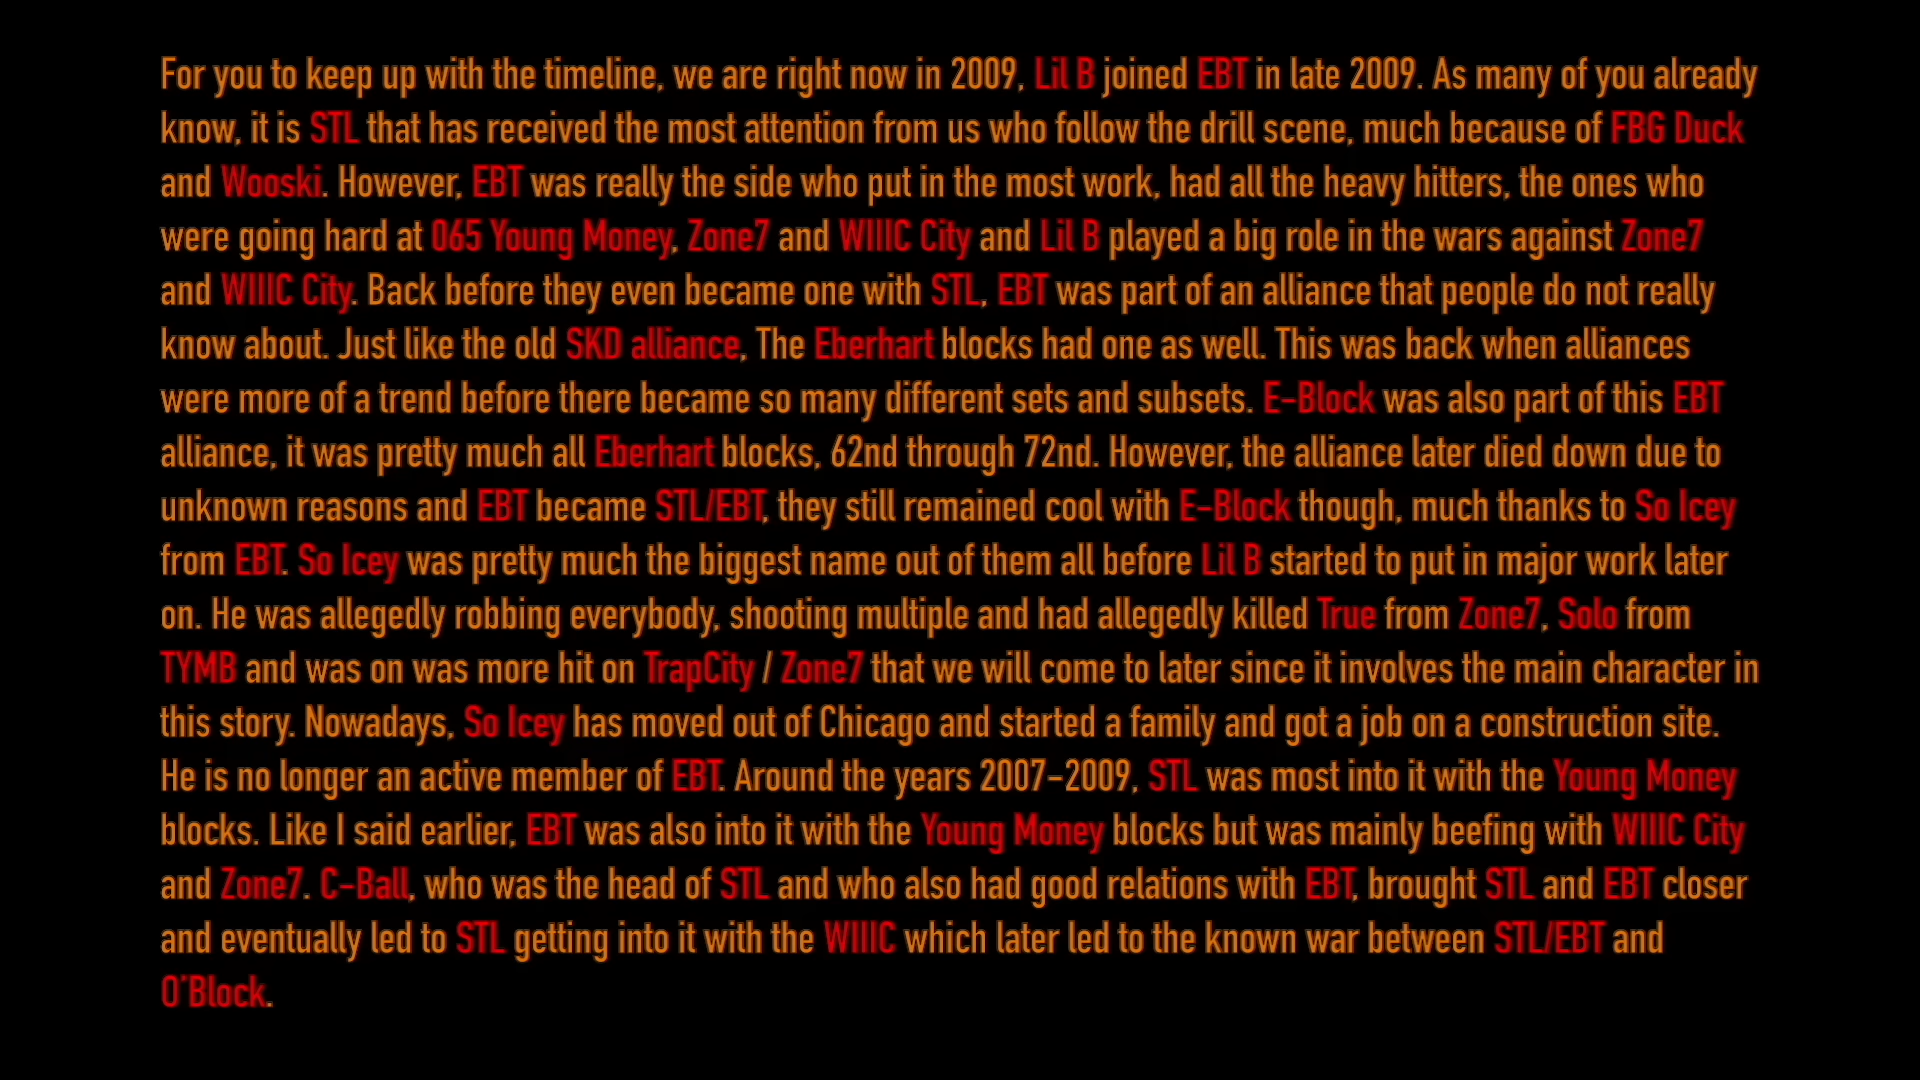 For you to keep up with the timeline, we are right now in 2009, Lil B joined EBT in late 2009. As many of you already
know, it is STL that has received the most attention from us who follow the drill scene, much because of FBG Duck
and Wooski. However, EBT was really the side who put in the most work, had all the heavy hitters, the ones who
were going hard at 065 Young Money, Zone7 and WIIIC City and Lil B played a big role in the wars against Zone7
and WIIIC City. Back before they even became one with STL, EBT was part of an alliance that people do not really
know about. Just like the old SKD alliance, The Eberhart blocks had one as well. This was back when alliances
were more of a trend before there became so many different sets and subsets. E-Block was also part of this EBT
alliance, it was pretty much all Eberhart blocks, 62nd through 72nd. However, the alliance later died down due to
unknown reasons and EBT became STL/EBT, they still remained cool with E-Block though, much thanks to So Icey
from EBT. So Icey was pretty much the biggest name out of them all before Lil B started to put in major work later
on. He was allegedly robbing everybody, shooting multiple and had allegedly killed True from Zone7, Solo from
TYMB and was on was more hit on TrapCity / Zone7 that we will come to later since it involves the main character in
this story. Nowadays, So Icey has moved out of Chicago and started a family and got a job on a construction site.
He is no longer an active member of EBT. Around the years 2007-2009, STL was most into it with the Young Money
blocks. Like I said earlier, EBT was also into it with the Young Money blocks but was mainly beefing with WIIIC City
and Zone7. C-Ball, who was the head of STL and who also had good relations with EBT, brought STL and EBT closer
and eventually led to STL getting into it with the WIIIC which later led to the known war between STL/EBT and
O'Block.